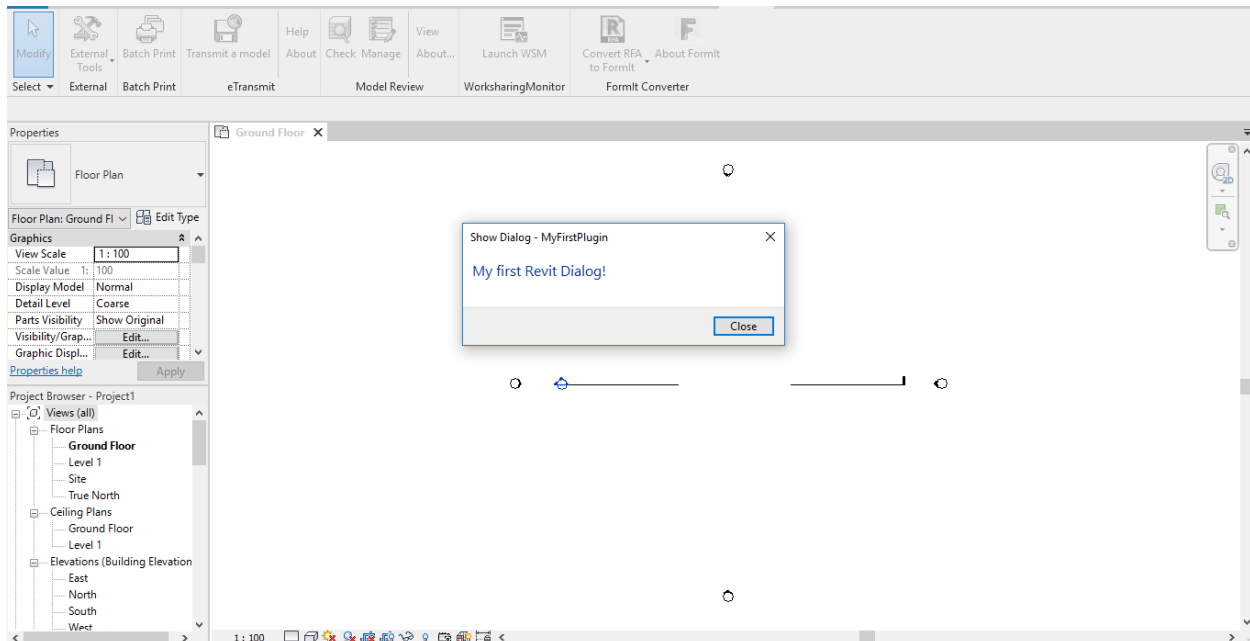 Modify
External
Tools
Batch Print
Transmit a model
Help
About
Check
Manage
View
About...
Launch WSM
Convert RFA
to FormIt
About FormIt
Select
External
Batch Print
eTransmit
Model Review
WorksharingMonitor
FormIt Converter
Properties
Ground Floor
Floor Plan
Floor Plan: Ground Fl
Edit Type
Graphics
View Scale 1 : 100
Scale Value 1: 100
Display Model Normal
Detail Level Coarse
Parts Visibility Show Original
Visibility/Grap... Edit...
Graphic Displ... Edit...
Properties help
Apply
Project Browser - Project1
Views (all)
Floor Plans
Ground Floor
Level 1
Site
True North
Ceiling Plans
Ground Floor
Level 1
Elevations (Building Elevation
East
North
South
West
Show Dialog - MyFirstPlugin
My first Revit Dialog!
Close
2D
1 : 100